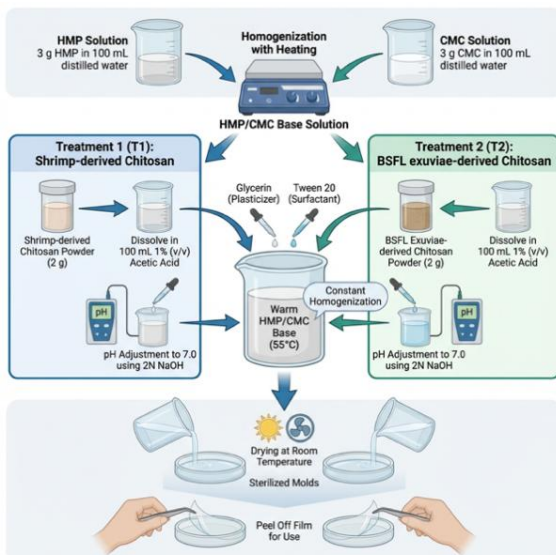 HMP Solution
3 g HMP in 100 mL
distilled water
Homogenization
with Heating
CMC Solution
3 g CMC in 100 mL
distilled water
HMP/CMC Base Solution
Treatment 1 (T1):
Shrimp-derived Chitosan
Shrimp-derived
Chitosan Powder
(2 g)
Dissolve in
100 mL 1% (v/v)
Acetic Acid
pH
pH Adjustment to 7.0
using 2N NaOH
Glycerin
(Plasticizer)
Tween 20
(Surfactant)
Constant
Homogenization
Warm
HMP/CMC
Base
(55°C)
Treatment 2 (T2):
BSFL exuviae-derived Chitosan
BSFL Exuviae-
derived Chitosan
Powder (2 g)
Dissolve in
100 mL 1% (v/v)
Acetic Acid
pH
pH Adjustment to 7.0
using 2N NaOH
Drying at Room
Temperature
Sterilized Molds
Peel Off Film
for Use